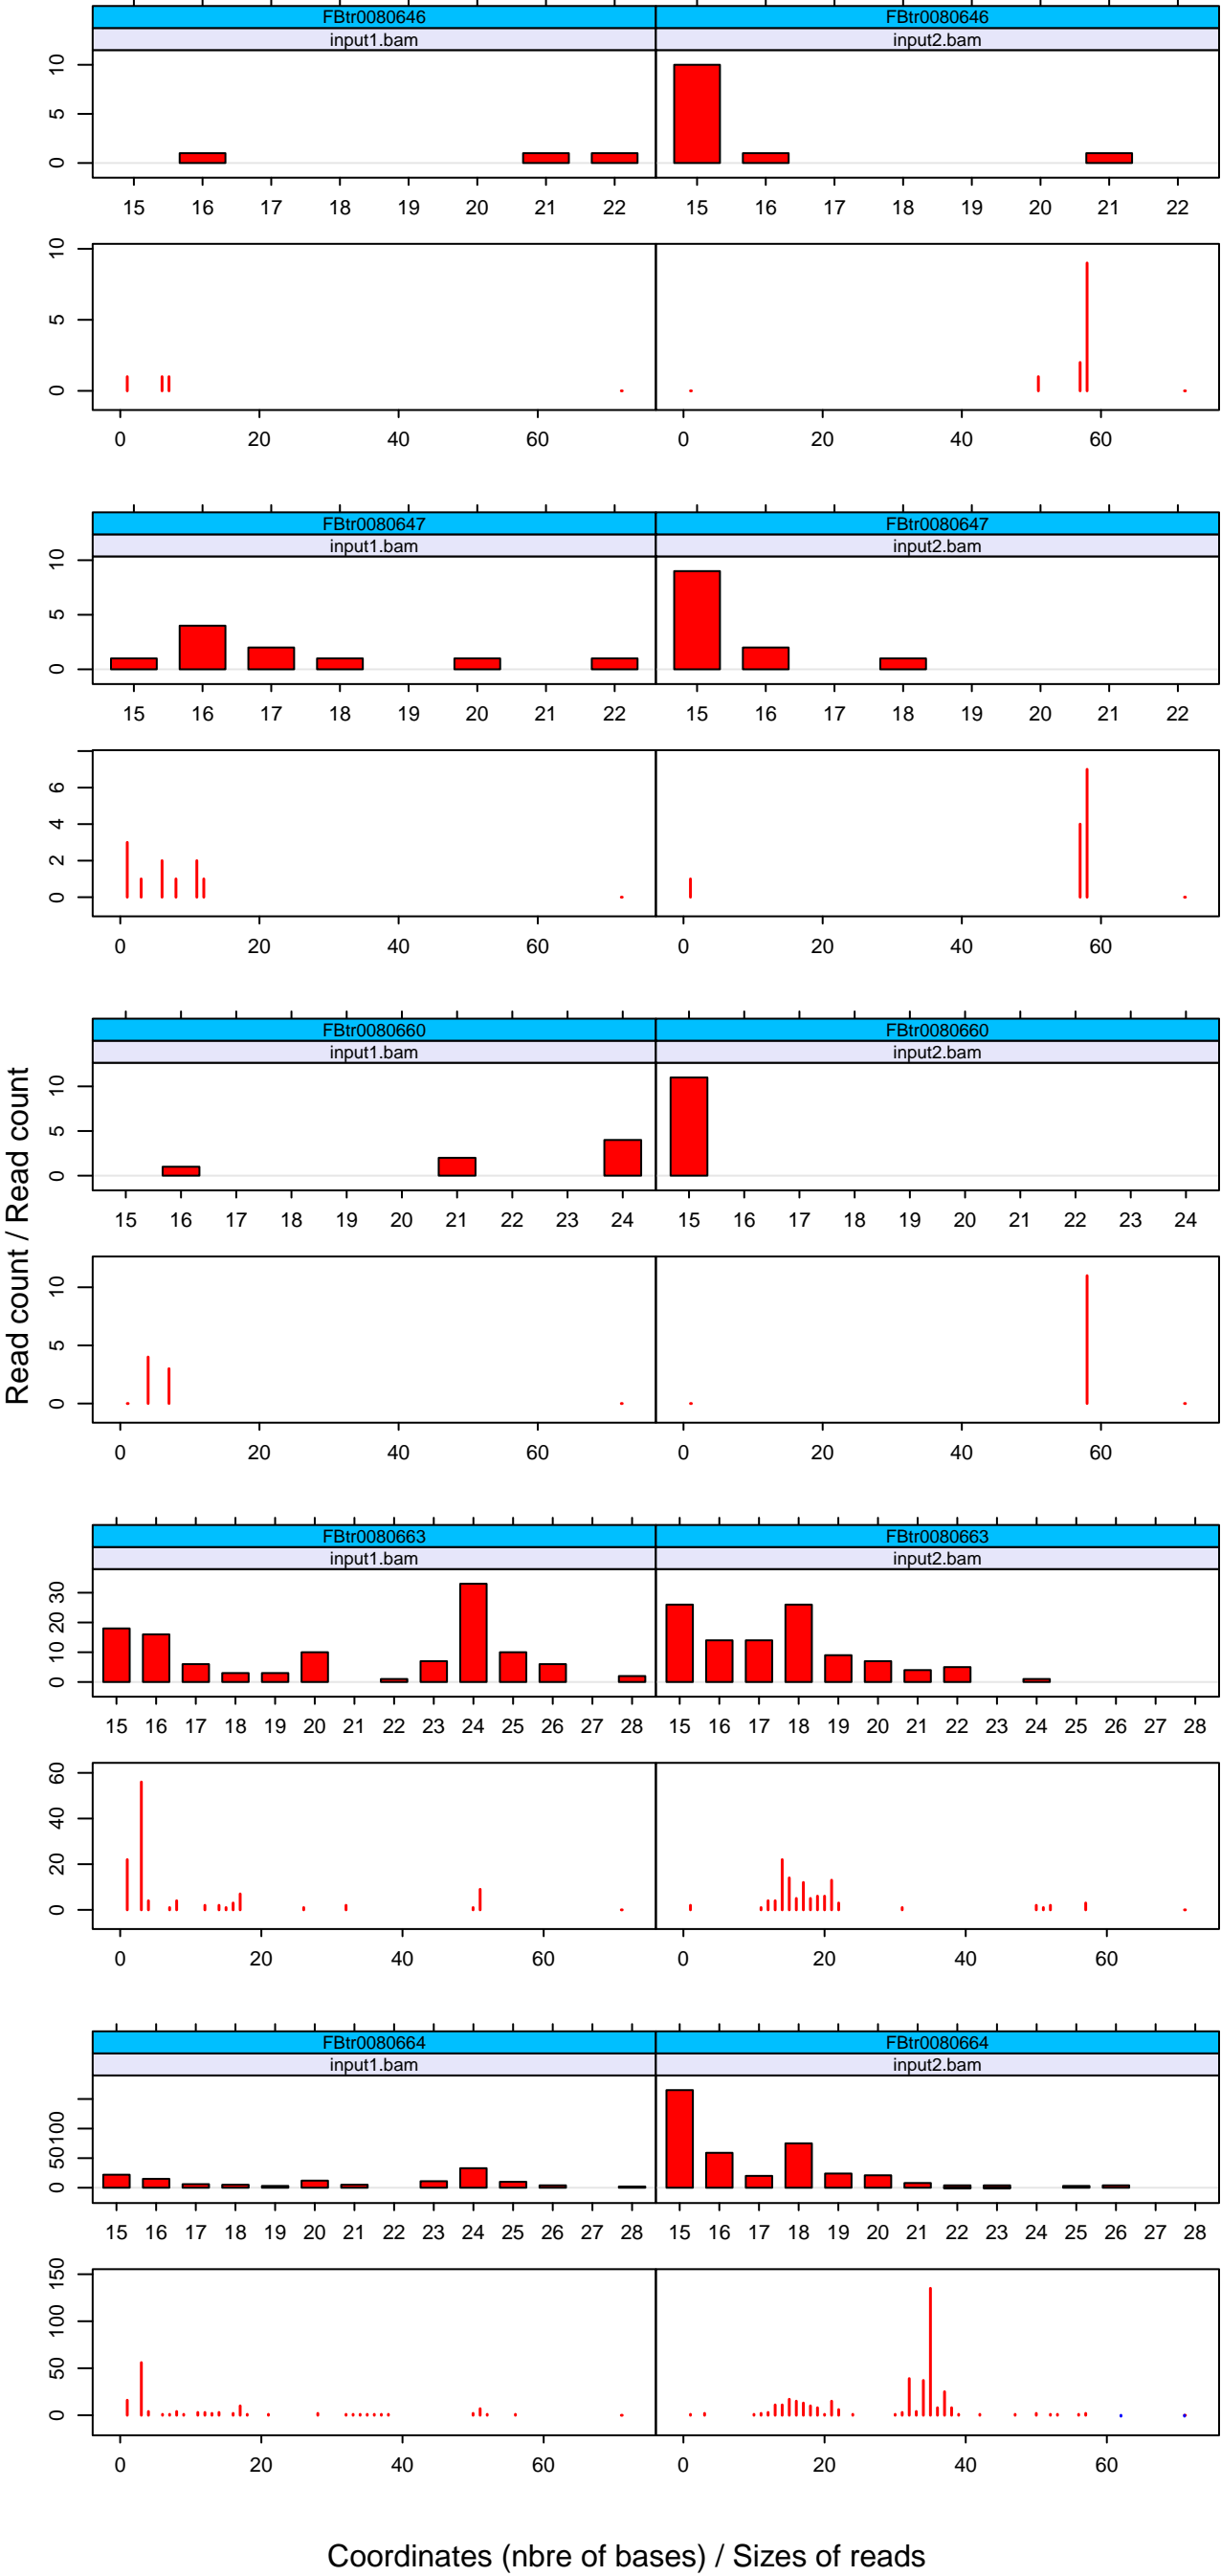 FBtr0080646 FBtr0080646
input1.bam input2.bam
10
5
0
15 16 17 18 19 20 21 22 15 16 17 18 19 20 21 22
10
5
0
0 20 40 60 0 20 40 60
FBtr0080647 FBtr0080647
input1.bam input2.bam
10
5
0
15 16 17 18 19 20 21 22 15 16 17 18 19 20 21 22
6
4
2
0
0 20 40 60 0 20 40 60
FBtr0080660 FBtr0080660
input1.bam input2.bam
10
5
0
15 16 17 18 19 20 21 22 23 24 15 16 17 18 19 20 21 22 23 24
10
5
0
0 20 40 60 0 20 40 60
Read count / Read count
FBtr0080663 FBtr0080663
input1.bam input2.bam
30
20
10
0
15 16 17 18 19 20 21 22 23 24 25 26 27 28 15 16 17 18 19 20 21 22 23 24 25 26 27 28
60
40
20
0
0 20 40 60 0 20 40 60
FBtr0080664 FBtr0080664
input1.bam input2.bam
100
50
0
15 16 17 18 19 20 21 22 23 24 25 26 27 28 15 16 17 18 19 20 21 22 23 24 25 26 27 28
150
100
50
0
0 20 40 60 0 20 40 60
Coordinates (nbre of bases) / Sizes of reads